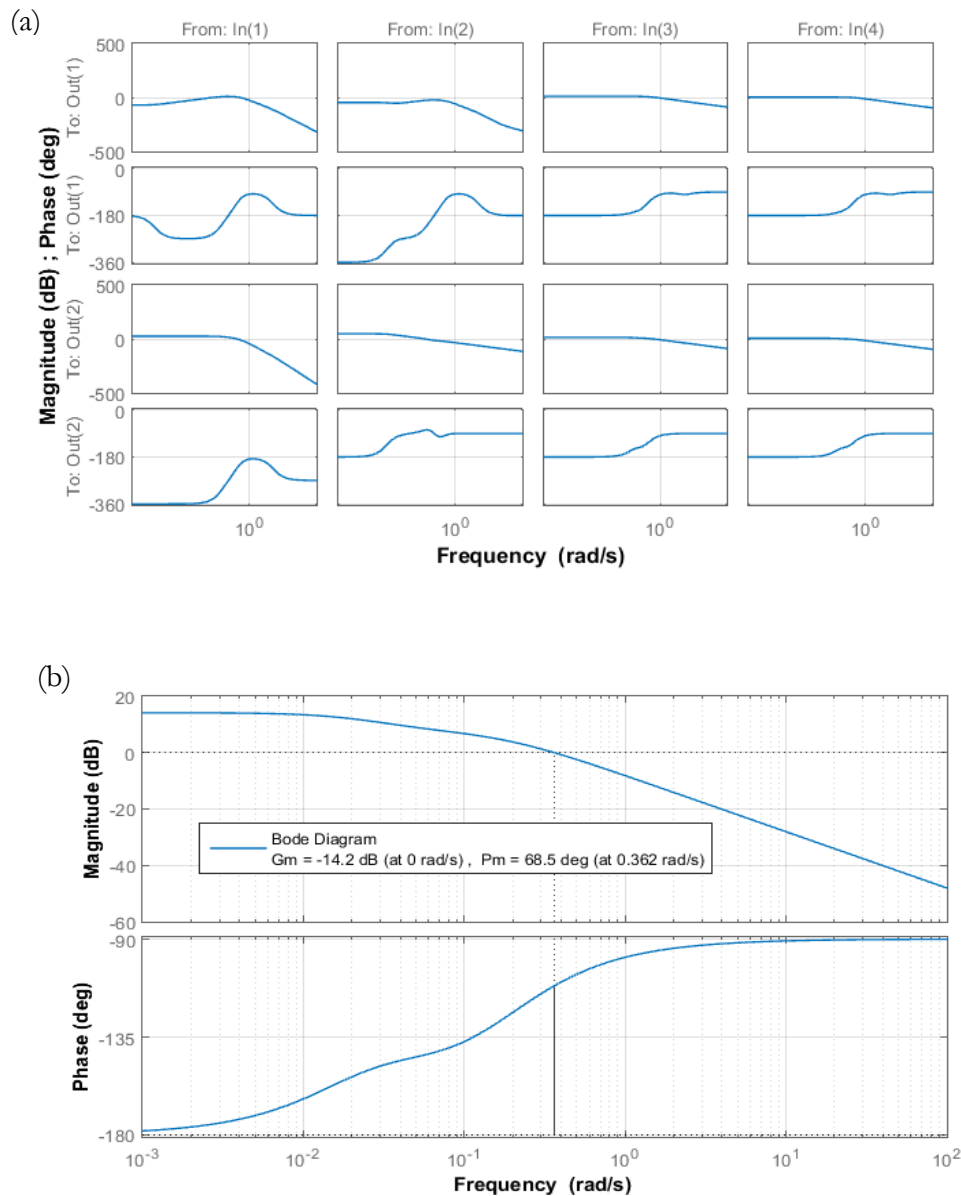 (a)
From: In(1) From: In(2) From: In(3) From: In(4)
Magnitude (dB) ; Phase (deg)
To: Out(1)
500
0
-500
To: Out(1)
0
-180
-360
To: Out(2)
500
0
-500
To: Out(2)
0
-180
-360
10^0 10^0 10^0 10^0
Frequency (rad/s)
(b)
Magnitude (dB)
20
0
-20
-40
-60
Bode Diagram
Gm = -14.2 dB (at 0 rad/s) , Pm = 68.5 deg (at 0.362 rad/s)
Phase (deg)
-90
-135
-180
10^-3 10^-2 10^-1 10^0 10^1 10^2
Frequency (rad/s)